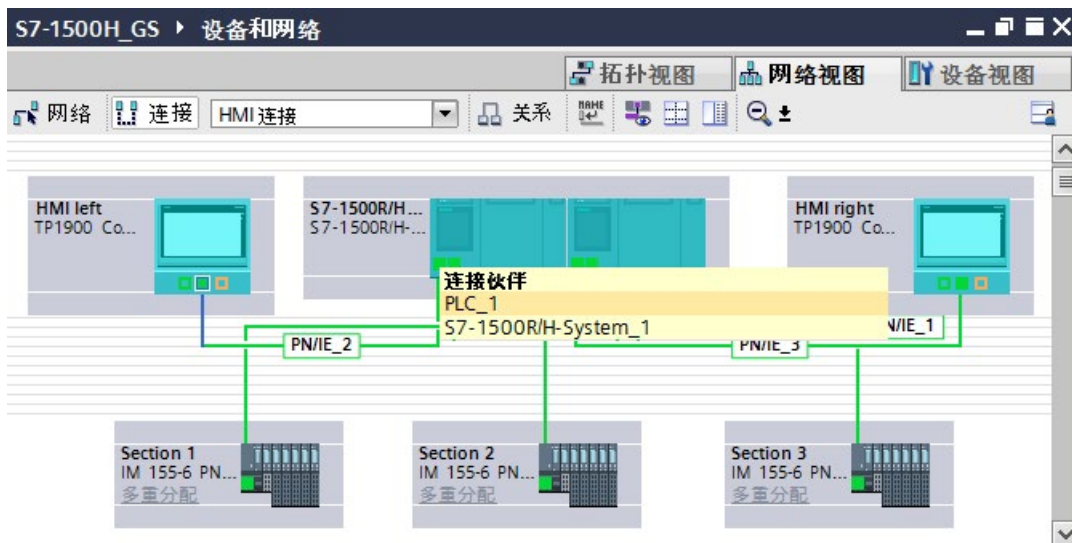 S7-1500H_GS ▸ 设备和网络
拓扑视图 网络视图 设备视图
网络 连接 HMI 连接 关系
HMI left
TP1900 Co...
S7-1500R/H...
S7-1500R/H-...
HMI right
TP1900 Co...
连接伙伴
PLC_1
S7-1500R/H-System_1
PN/IE_2
N/IE_1
PN/IE_3
Section 1
IM 155-6 PN...
多重分配
Section 2
IM 155-6 PN...
多重分配
Section 3
IM 155-6 PN...
多重分配